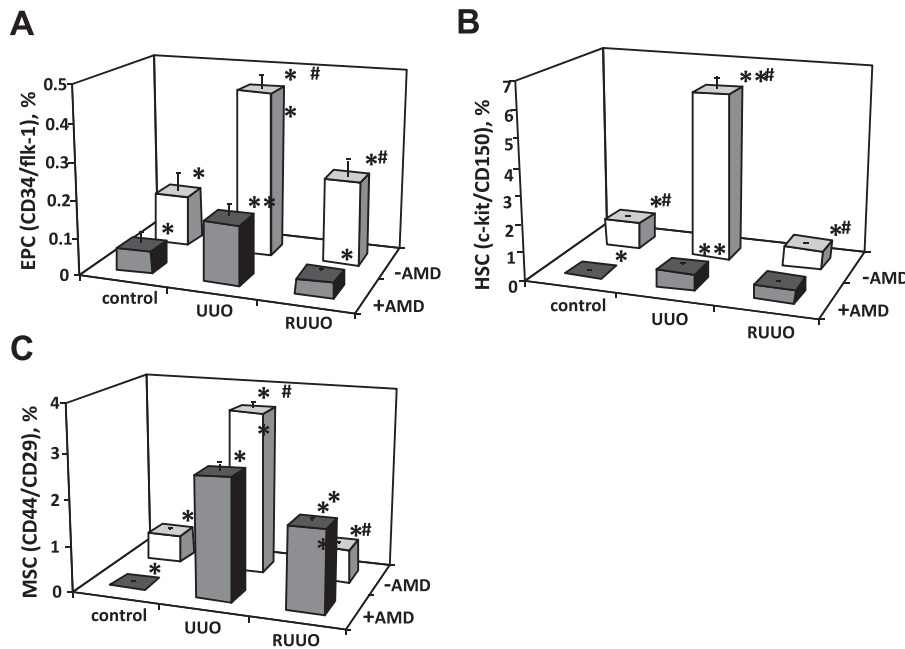 A
EPC (CD34/flk-1), %
0.5
0.4
0.3
0.2
0.1
0
* #
*
*
*#
*
**
*
control
UUO
RUUO
-AMD
+AMD
B
HSC (c-kit/CD150), %
7
6
5
4
3
2
1
0
**#
*#
*
**
*#
control
UUO
RUUO
-AMD
+AMD
C
MSC (CD44/CD29), %
4
3
2
1
0
* #
*
*
*
*
**
*
*#
control
UUO
RUUO
-AMD
+AMD